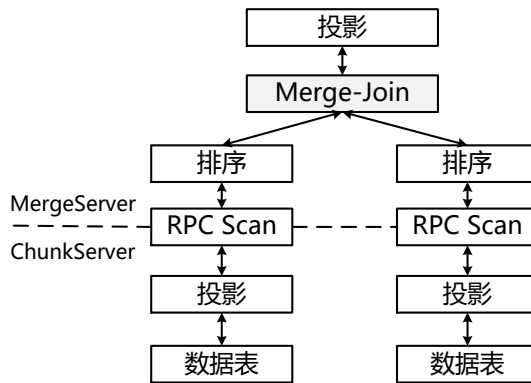 投影
Merge-Join
排序
排序
MergeServer
RPC Scan
RPC Scan
ChunkServer
投影
投影
数据表
数据表